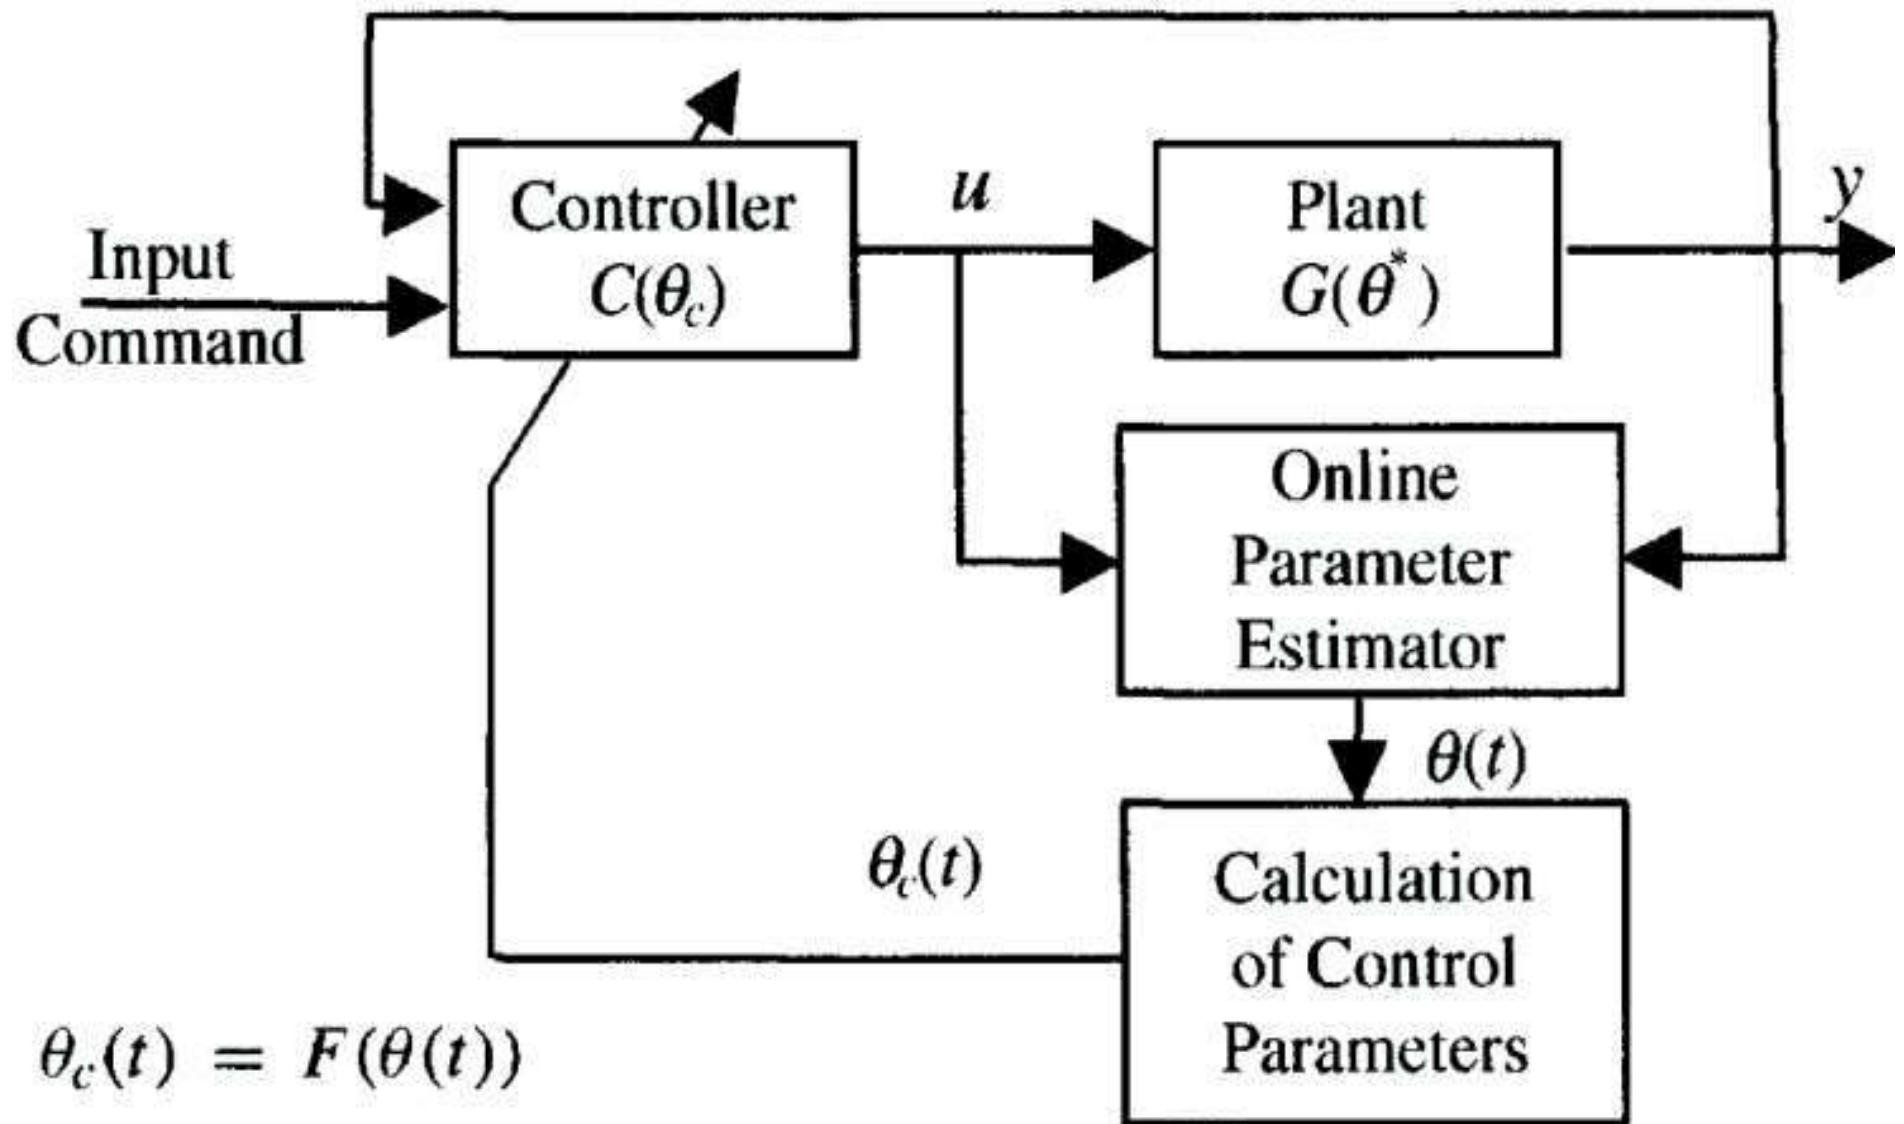 Controller
C(θc)
u
Plant
G(θ*)
y
Input
Command
Online
Parameter
Estimator
θ(t)
θc(t)
Calculation
of Control
Parameters
θc(t) = F(θ(t))